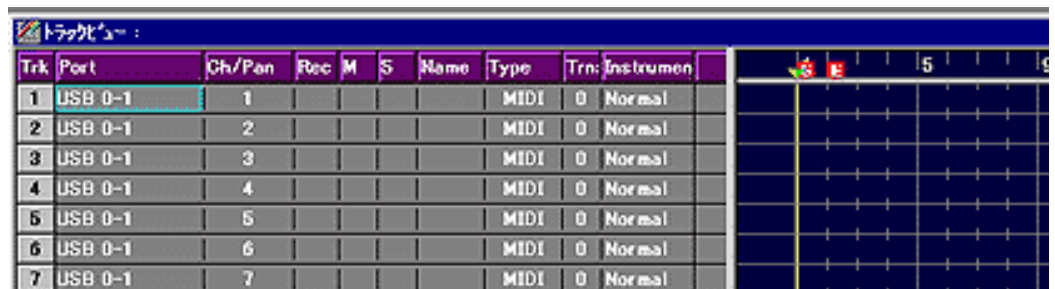 トラックビュー :
Trk Port Ch/Pan Rec M S Name Type Trn: Instrumen
S E 5 9
1 USB 0-1 1 MIDI 0 Normal
2 USB 0-1 2 MIDI 0 Normal
3 USB 0-1 3 MIDI 0 Normal
4 USB 0-1 4 MIDI 0 Normal
5 USB 0-1 5 MIDI 0 Normal
6 USB 0-1 6 MIDI 0 Normal
7 USB 0-1 7 MIDI 0 Normal